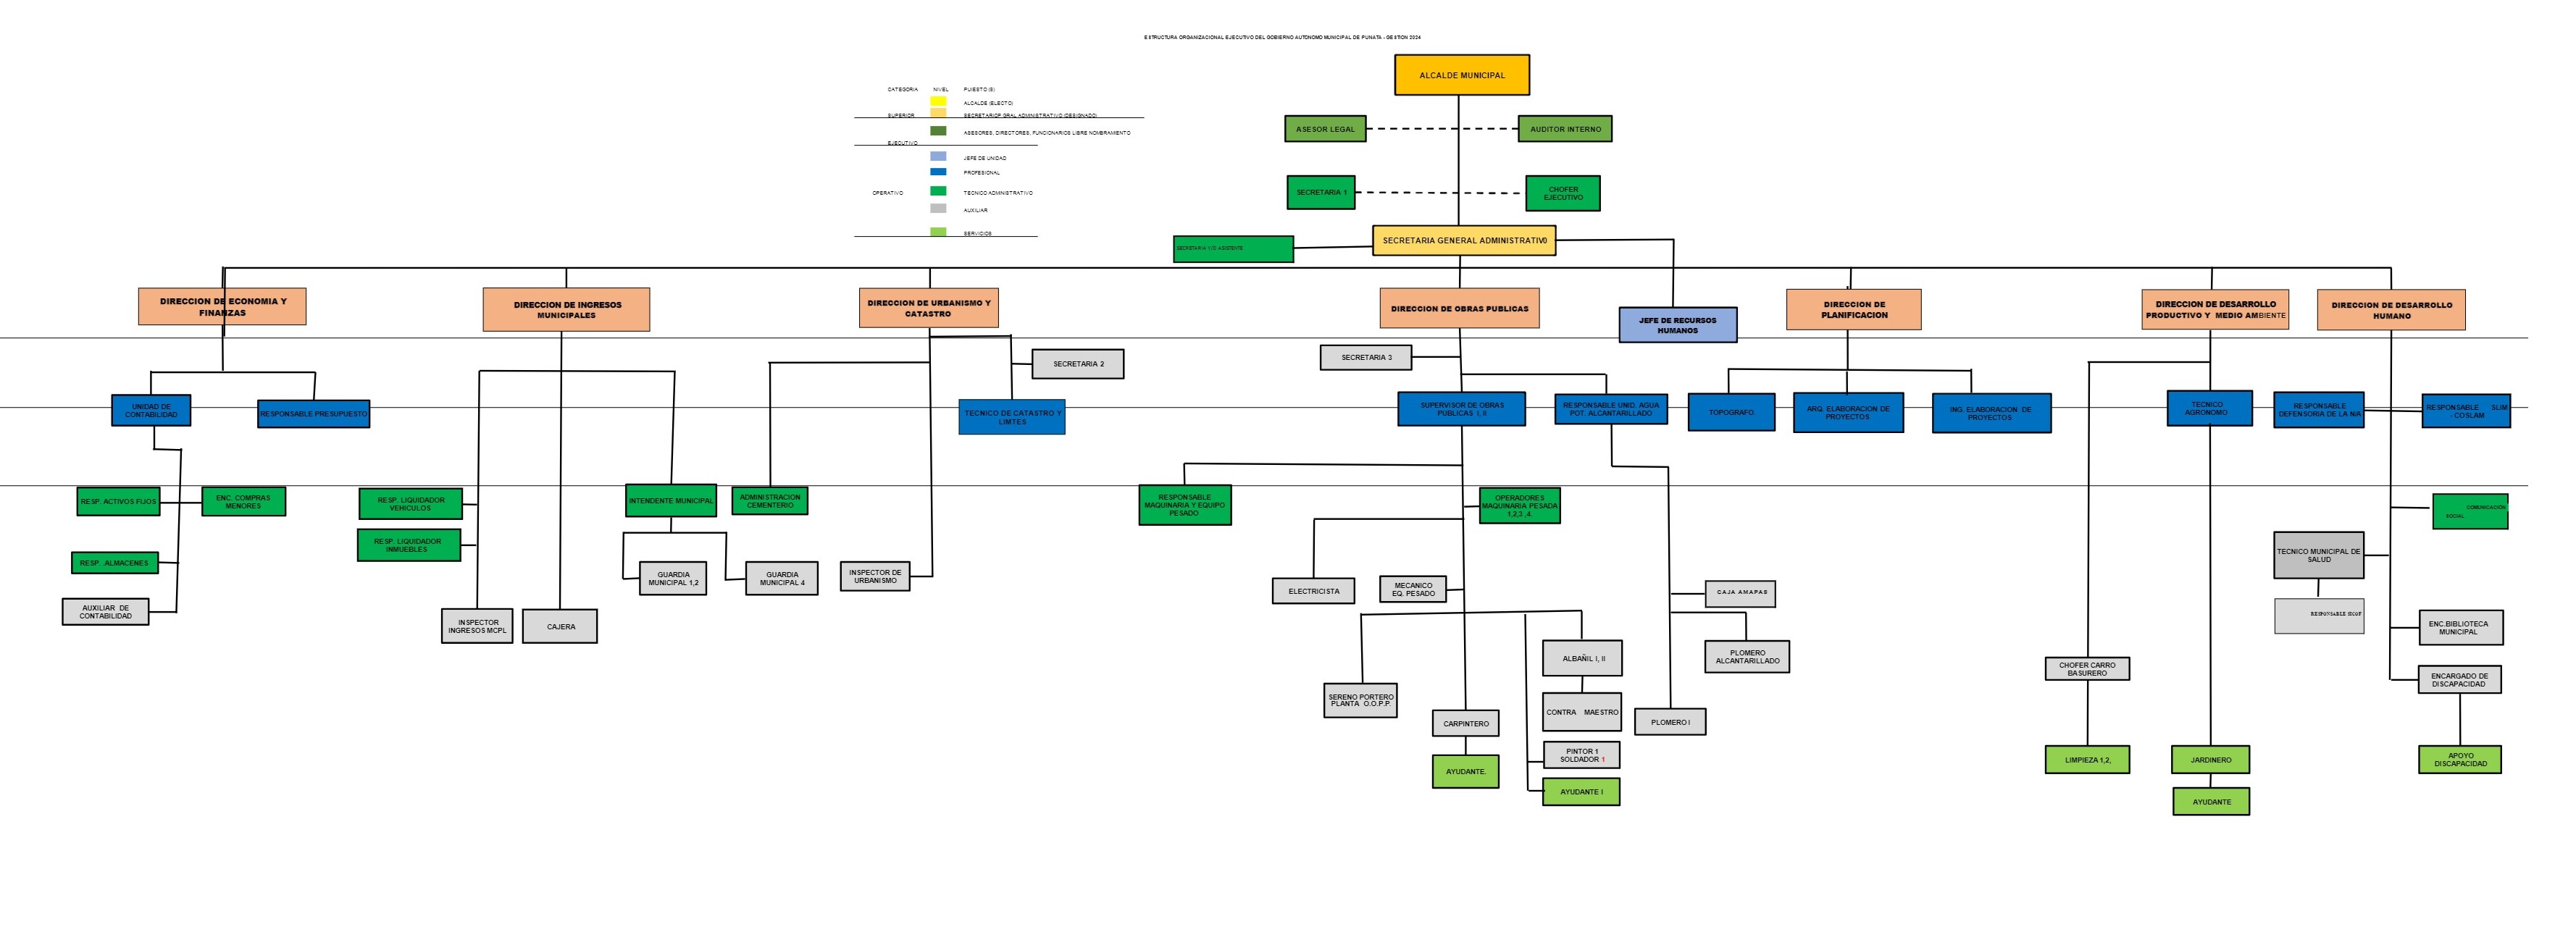 ESTRUCTURA ORGANIZACIONAL EJECUTIVO DEL GOBIERNO AUTONOMO MUNICIPAL DE PUNATA - GESTION 2024
ALCALDE MUNICIPAL
CATEGORIA NIVEL PUESTO (S)
ALCALDE (ELECTO)
SUPERIOR SECRETARIOP GRAL ADMINISTRATIVO (DESIGNADO)
ASESORES, DIRECTORES, FUNCIONARIOS LIBRE NOMBRAMIENTO
EJECUTIVO
JEFE DE UNIDAD
PROFESIONAL
OPERATIVO TECNICO ADMINISTRATIVO
AUXILIAR
SERVICIOS
ASESOR LEGAL
AUDITOR INTERNO
SECRETARIA 1
CHOFER
EJECUTIVO
SECRETARIA GENERAL ADMINISTRATIV0
SECRETARIA Y/O ASISTENTE
DIRECCION DE ECONOMIA Y
FINANZAS
DIRECCION DE INGRESOS
MUNICIPALES
DIRECCION DE URBANISMO Y
CATASTRO
DIRECCION DE OBRAS PUBLICAS
JEFE DE RECURSOS
HUMANOS
DIRECCION DE
PLANIFICACION
DIRECCION DE DESARROLLO
PRODUCTIVO Y MEDIO AMBIENTE
DIRECCION DE DESARROLLO
HUMANO
SECRETARIA 2
SECRETARIA 3
UNIDAD DE
CONTABILIDAD
RESPONSABLE PRESUPUESTO
TECNICO DE CATASTRO Y
LIMTES
SUPERVISOR DE OBRAS
PUBLICAS I, II
RESPONSABLE UNID. AGUA
POT. ALCANTARILLADO
TOPOGRAFO.
ARQ. ELABORACION DE
PROYECTOS
ING. ELABORACION DE
PROYECTOS
TECNICO
AGRONOMO
RESPONSABLE
DEFENSORIA DE LA N/A
RESPONSABLE SLIM
- COSLAM
RESP. ACTIVOS FIJOS
ENC. COMPRAS
MENORES
RESP. LIQUIDADOR
VEHICULOS
INTENDENTE MUNICIPAL
ADMINISTRACION
CEMENTERIO
RESPONSABLE
MAQUINARIA Y EQUIPO
PESADO
OPERADORES
MAQUINARIA PESADA
1,2,3 ,4.
COMUNICACIÓN
SOCIAL
RESP. LIQUIDADOR
INMUEBLES
RESP. .ALMACENES
TECNICO MUNICIPAL DE
SALUD
GUARDIA
MUNICIPAL 1,2
GUARDIA
MUNICIPAL 4
INSPECTOR DE
URBANISMO
ELECTRICISTA
MECANICO
EQ. PESADO
CAJA AMAPAS
AUXILIAR DE
CONTABILIDAD
RESPONSABLE SICOF
INSPECTOR
INGRESOS MCPL
CAJERA
ENC.BIBLIOTECA
MUNICIPAL
ALBAÑIL I, II
PLOMERO
ALCANTARILLADO
CHOFER CARRO
BASURERO
ENCARGADO DE
DISCAPACIDAD
SERENO PORTERO
PLANTA O.O.P.P.
CONTRA MAESTRO
CARPINTERO
PLOMERO I
PINTOR 1
SOLDADOR 1
AYUDANTE.
AYUDANTE I
LIMPIEZA 1,2,
JARDINERO
APOYO
DISCAPACIDAD
AYUDANTE